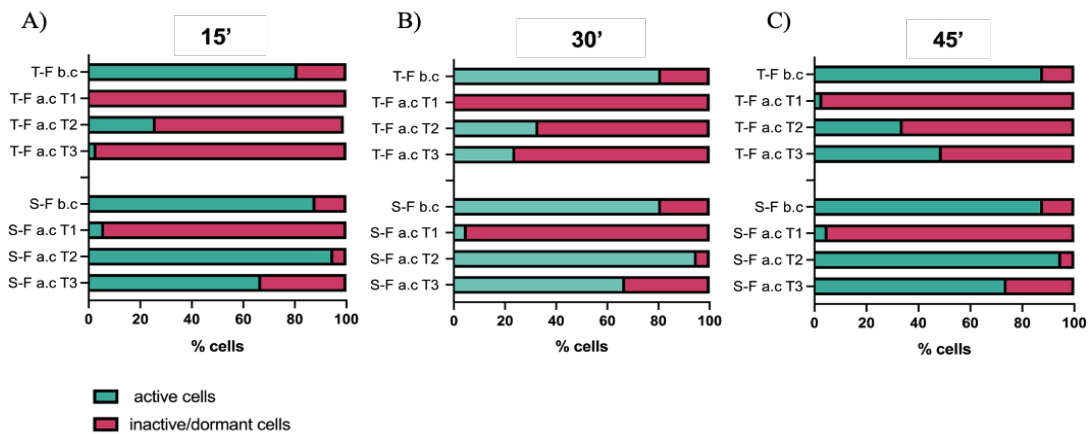 A)
15’
T-F b.c
T-F a.c T1
T-F a.c T2
T-F a.c T3
S-F b.c
S-F a.c T1
S-F a.c T2
S-F a.c T3
0 20 40 60 80 100
% cells
B)
30’
T-F b.c
T-F a.c T1
T-F a.c T2
T-F a.c T3
S-F b.c
S-F a.c T1
S-F a.c T2
S-F a.c T3
0 20 40 60 80 100
% cells
C)
45’
T-F b.c
T-F a.c T1
T-F a.c T2
T-F a.c T3
S-F b.c
S-F a.c T1
S-F a.c T2
S-F a.c T3
0 20 40 60 80 100
% cells
active cells
inactive/dormant cells